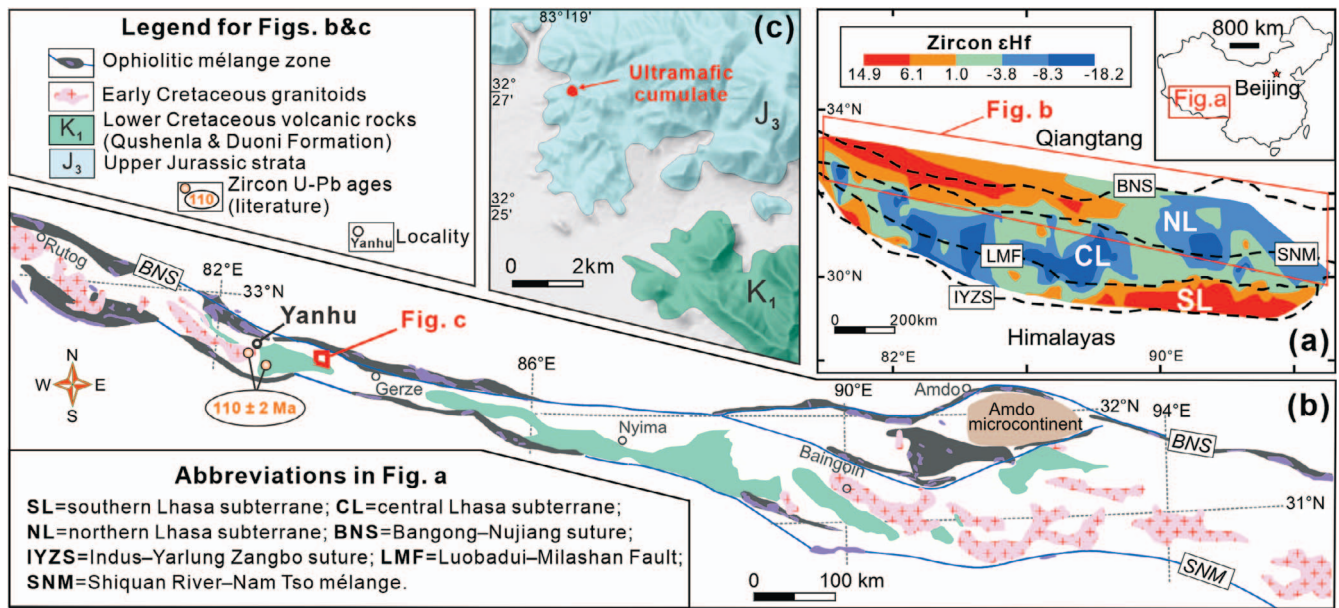 Legend for Figs. b&c
Ophiolitic mélange zone
Early Cretaceous granitoids
K1
Lower Cretaceous volcanic rocks
(Qushenla & Duoni Formation)
J3
Upper Jurassic strata
110
Zircon U-Pb ages
(literature)
Yanhu
Locality
83° 19'
(c)
32°
27'
Ultramafic
cumulate
J3
32°
25'
0 2km
K1
Zircon εHf
14.9 6.1 1.0 -3.8 -8.3 -18.2
800 km
Beijing
Fig.a
34°N
Fig. b
Qiangtang
BNS
NL
LMF
CL
SNM
30°N
IYZS
SL
0 200km
Himalayas
(a)
82°E
90°E
Rutog
BNS
82°E
33°N
Yanhu
Fig. c
N
W E
S
Gerze
110 ± 2 Ma
86°E
Nyima
90°E
Amdo
Amdo
microcontinent
32°N
94°E
(b)
BNS
Baingoin
31°N
SNM
0 100 km
Abbreviations in Fig. a
SL=southern Lhasa subterrane; CL=central Lhasa subterrane;
NL=northern Lhasa subterrane; BNS=Bangong–Nujiang suture;
IYZS=Indus–Yarlung Zangbo suture; LMF=Luobadui–Milashan Fault;
SNM=Shiquan River–Nam Tso mélange.